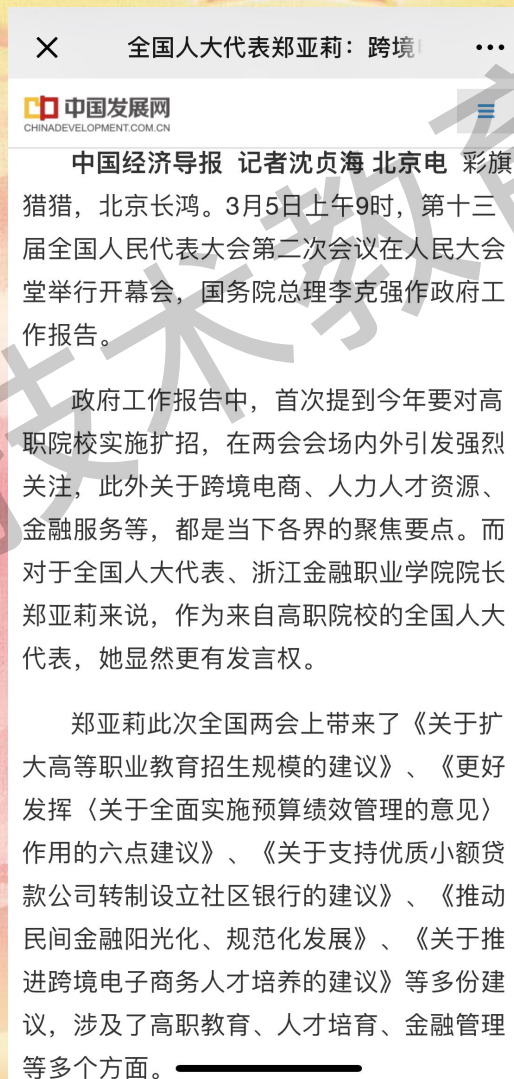 全国人大代表郑亚莉：跨境
中国发展网
CHINADEVELOPMENT.COM.CN
中国经济导报 记者沈贞海 北京电 彩旗
猎猎，北京长鸿。3月5日上午9时，第十三
届全国人民代表大会第二次会议在人民大会
堂举行开幕会，国务院总理李克强作政府工
作报告。
政府工作报告中，首次提到今年要对高
职院校实施扩招，在两会会场内外引发强烈
关注，此外关于跨境电商、人力人才资源、
金融服务等，都是当下各界的聚焦要点。而
对于全国人大代表、浙江金融职业学院院长
郑亚莉来说，作为来自高职院校的全国人大
代表，她显然更有发言权。
郑亚莉此次全国两会上带来了《关于扩
大高等职业教育招生规模的建议》、《更好
发挥〈关于全面实施预算绩效管理的意见〉
作用的六点建议》、《关于支持优质小额贷
款公司转制设立社区银行的建议》、《推动
民间金融阳光化、规范化发展》、《关于推
进跨境电子商务人才培养的建议》等多份建
议，涉及了高职教育、人才培育、金融管理
等多个方面。
技术教育